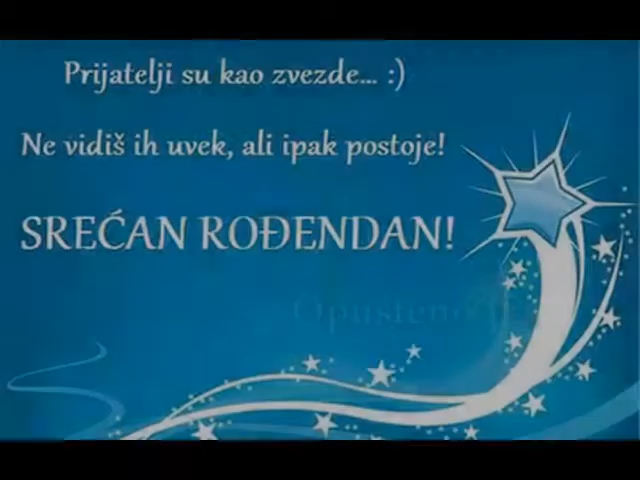 Prijatelji su kao zvezde... :)
Ne vidiš ih uvek, ali ipak postoje!
SREĆAN ROĐENDAN!